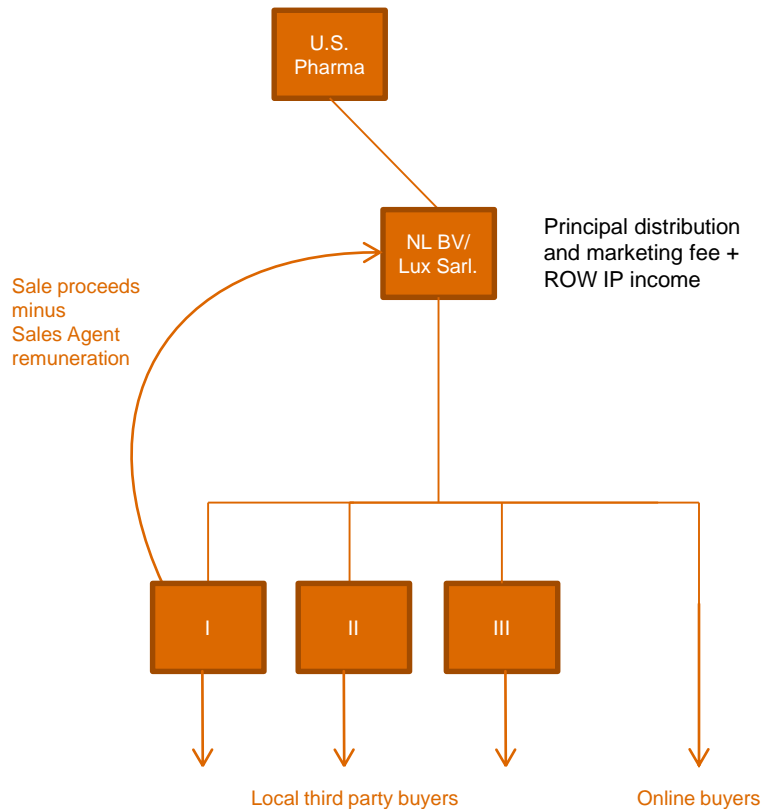 U.S.
Pharma
NL BV/
Lux Sarl.
Principal distribution
and marketing fee +
ROW IP income
Sale proceeds
minus
Sales Agent
remuneration
I
II
III
Local third party buyers
Online buyers